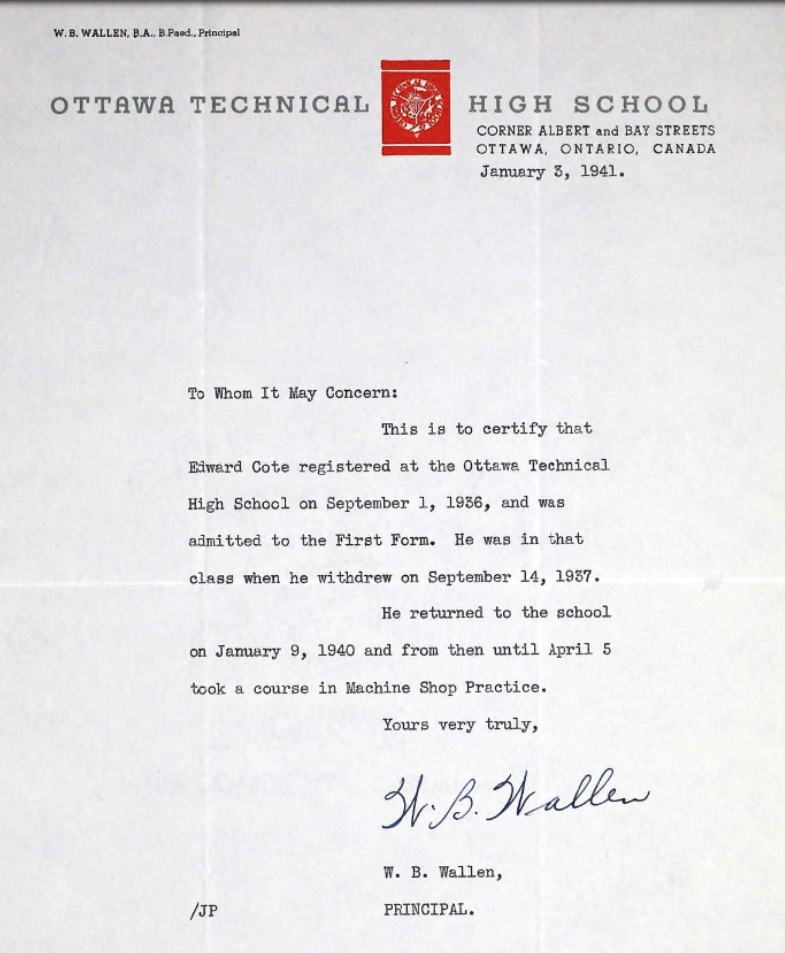 W. B. WALLEN, B.A., B.Paed., Principal
OTTAWA TECHNICAL HIGH SCHOOL
CORNER ALBERT and BAY STREETS
OTTAWA, ONTARIO, CANADA
January 3, 1941.
To Whom It May Concern:
This is to certify that
Edward Cote registered at the Ottawa Technical
High School on September 1, 1936, and was
admitted to the First Form. He was in that
class when he withdrew on September 14, 1937.
He returned to the school
on January 9, 1940 and from then until April 5
took a course in Machine Shop Practice.
Yours very truly,
W. B. Wallen
W. B. Wallen,
/JP PRINCIPAL.